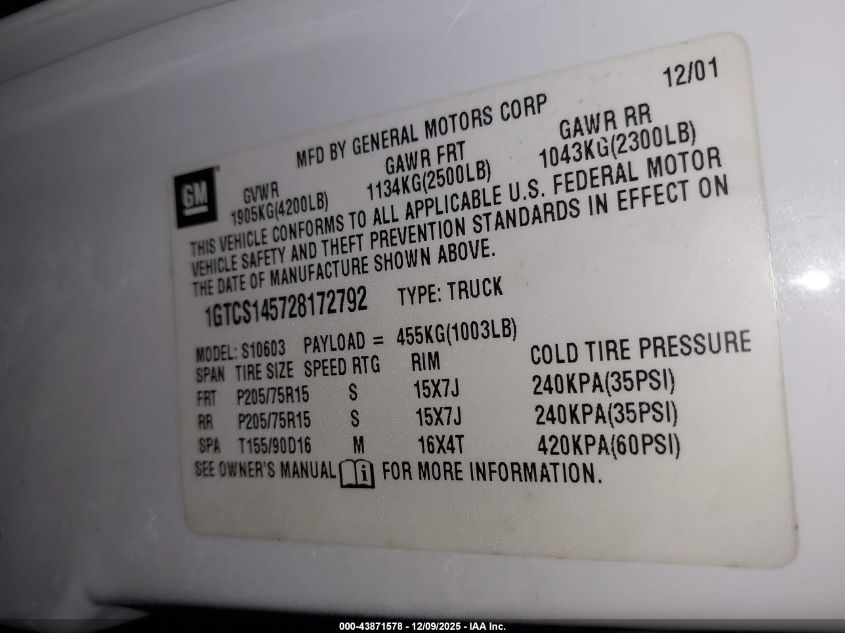 12/01
MFD BY GENERAL MOTORS CORP
GM
GVWR GAWR FRT GAWR RR
1905KG(4200LB) 1134KG(2500LB) 1043KG(2300LB)
THIS VEHICLE CONFORMS TO ALL APPLICABLE U.S. FEDERAL MOTOR
VEHICLE SAFETY AND THEFT PREVENTION STANDARDS IN EFFECT ON
THE DATE OF MANUFACTURE SHOWN ABOVE.
1GTCS145728172792 TYPE: TRUCK
MODEL: S10603 PAYLOAD = 455KG(1003LB)
SPAN TIRE SIZE SPEED RTG RIM COLD TIRE PRESSURE
FRT P205/75R15 S 15X7J 240KPA(35PSI)
RR P205/75R15 S 15X7J 240KPA(35PSI)
SPA T155/90D16 M 16X4T 420KPA(60PSI)
SEE OWNER'S MANUAL i FOR MORE INFORMATION.
000-43871578 - 12/09/2025 - IAA Inc.